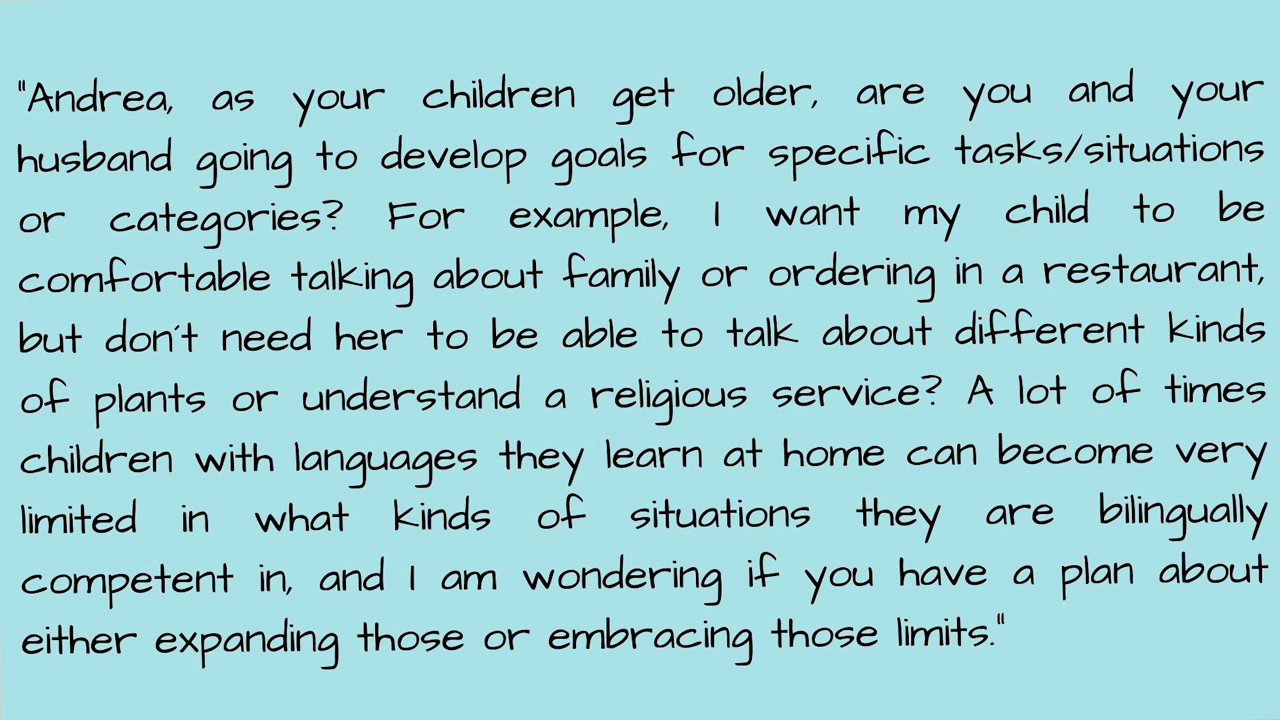 "Andrea, as your children get older, are you and your
husband going to develop goals for specific tasks/situations
or categories? For example, I want my child to be
comfortable talking about family or ordering in a restaurant,
but don't need her to be able to talk about different kinds
of plants or understand a religious service? A lot of times
children with languages they learn at home can become very
limited in what kinds of situations they are bilingually
competent in, and I am wondering if you have a plan about
either expanding those or embracing those limits."